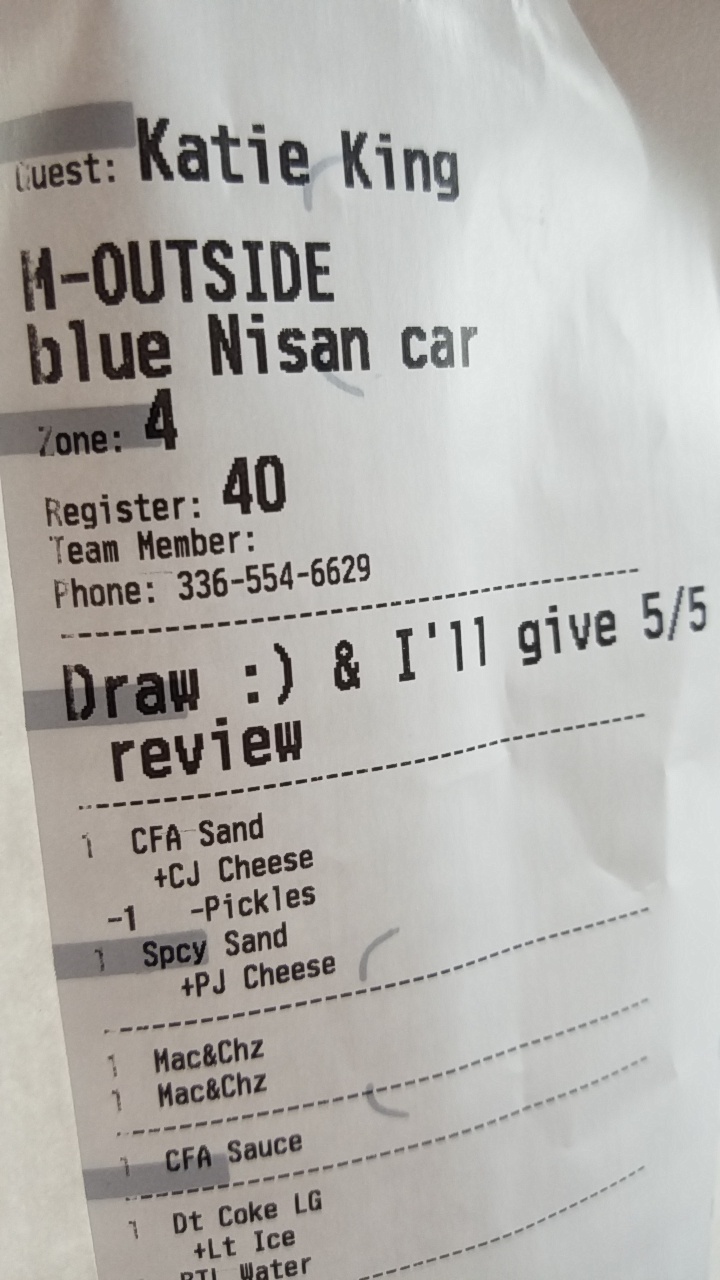 Guest: Katie King
M-OUTSIDE
blue Nisan car
Zone: 4
Register: 40
Team Member:
Phone: 336-554-6629
Draw :) & I'll give 5/5
review
1 CFA Sand
+CJ Cheese
-1 -Pickles
1 Spcy Sand
+PJ Cheese
1 Mac&Chz
1 Mac&Chz
1 CFA Sauce
1 Dt Coke LG
+Lt Ice
BTL Water